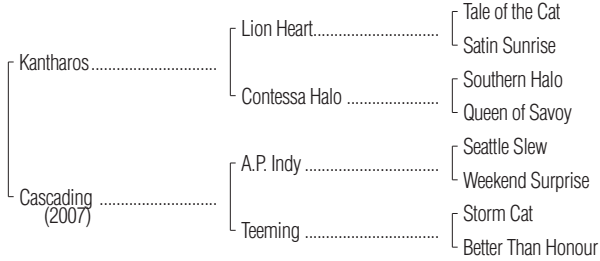 Tale of the Cat
Lion Heart
Satin Sunrise
Kantharos
Southern Halo
Contessa Halo
Queen of Savoy
Seattle Slew
A.P. Indy
Weekend Surprise
Cascading
(2007)
Storm Cat
Teeming
Better Than Honour